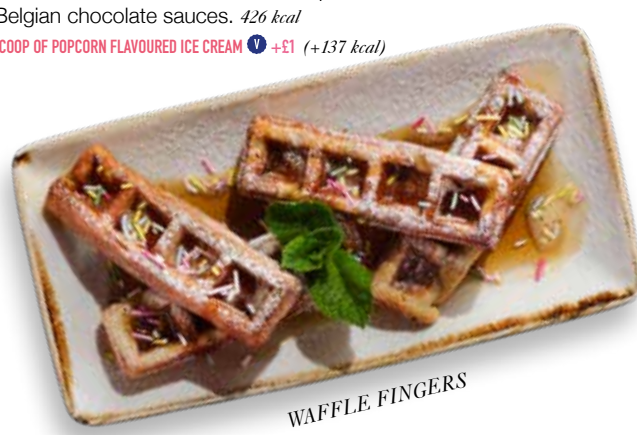 Belgian chocolate sauces. 426 kcal
COOP OF POPCORN FLAVOURED ICE CREAM V +£1 (+137 kcal)
WAFFLE FINGERS